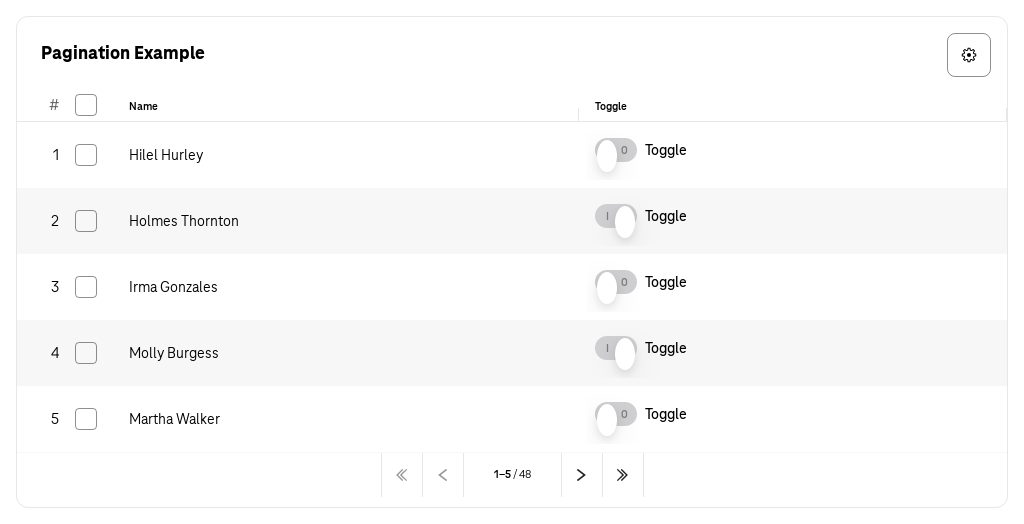 Pagination Example
# Name Toggle
1 Hilel Hurley 0 Toggle
2 Holmes Thornton I Toggle
3 Irma Gonzales 0 Toggle
4 Molly Burgess I Toggle
5 Martha Walker 0 Toggle
1–5 / 48